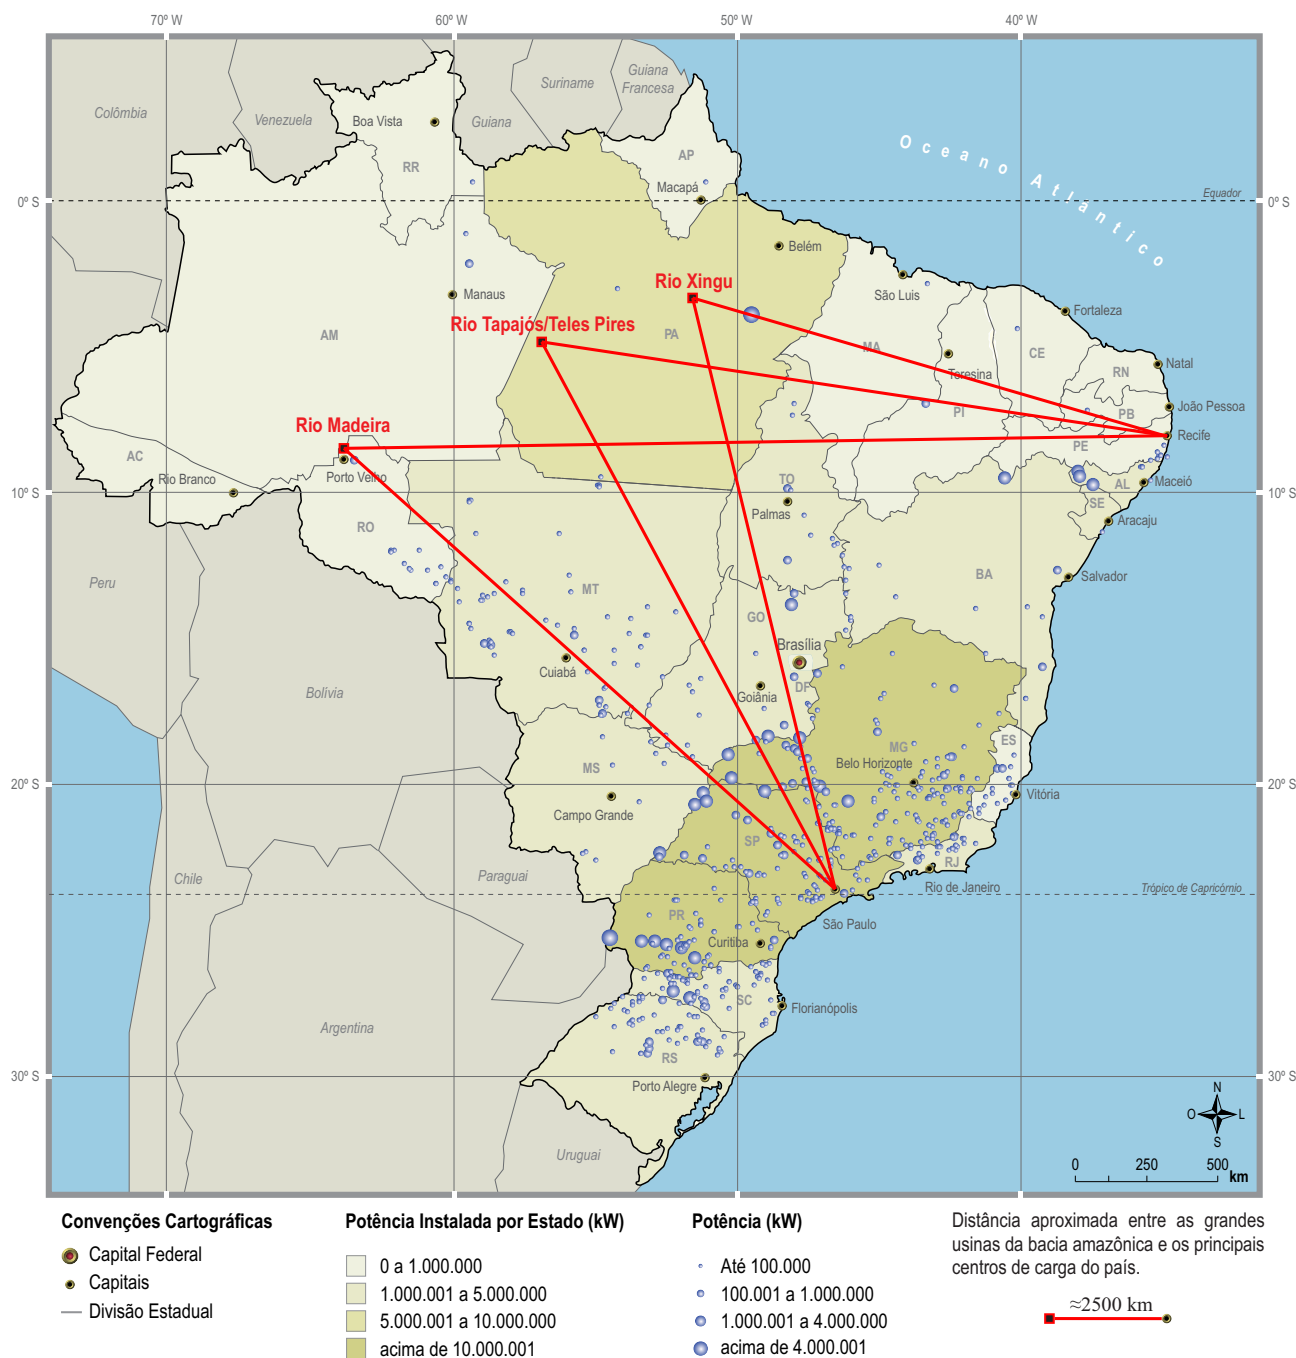 70º W
60º W
50º W
40º W
Colômbia
Venezuela
Guiana
Suriname
Guiana
Francesa
Boa Vista
RR
AP
Macapá
Oceano Atlantico
Equador
0º S
0º S
Belém
Manaus
São Luis
Fortaleza
Rio Xingu
Rio Tapajós/Teles Pires
AM
PA
MA
Teresina
CE
RN
Natal
PB
João Pessoa
PI
Recife
PE
Rio Madeira
AC
Rio Branco
Porto Velho
TO
Palmas
AL
Maceió
SE
Aracaju
10º S
10º S
RO
Peru
MT
BA
Salvador
GO
Brasília
DF
Goiânia
Cuiabá
Bolívia
MG
ES
Belo Horizonte
Vitória
MS
Campo Grande
20º S
20º S
SP
RJ
Rio de Janeiro
Trópico de Capricórnio
Chile
Paraguai
São Paulo
PR
Curitiba
SC
Florianópolis
Argentina
RS
Porto Alegre
30º S
30º S
Uruguai
N
O
L
S
0 250 500
km
Convenções Cartográficas
Capital Federal
Capitais
Divisão Estadual
Potência Instalada por Estado (kW)
0 a 1.000.000
1.000.001 a 5.000.000
5.000.001 a 10.000.000
acima de 10.000.001
Potência (kW)
Até 100.000
100.001 a 1.000.000
1.000.001 a 4.000.000
acima de 4.000.001
Distância aproximada entre as grandes
usinas da bacia amazônica e os principais
centros de carga do país.
≈2500 km